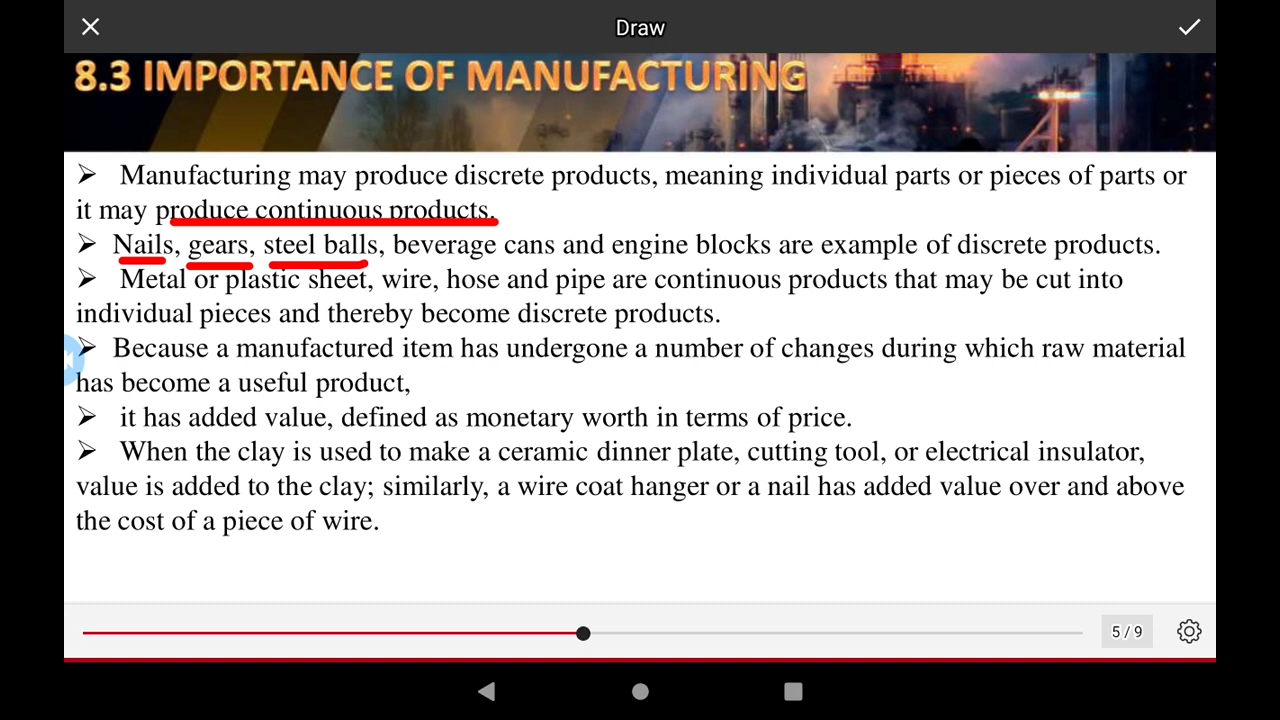 Draw
8.3 IMPORTANCE OF MANUFACTURING
➢ Manufacturing may produce discrete products, meaning individual parts or pieces of parts or
it may produce continuous products.
➢ Nails, gears, steel balls, beverage cans and engine blocks are example of discrete products.
➢ Metal or plastic sheet, wire, hose and pipe are continuous products that may be cut into
individual pieces and thereby become discrete products.
➢ Because a manufactured item has undergone a number of changes during which raw material
has become a useful product,
➢ it has added value, defined as monetary worth in terms of price.
➢ When the clay is used to make a ceramic dinner plate, cutting tool, or electrical insulator,
value is added to the clay; similarly, a wire coat hanger or a nail has added value over and above
the cost of a piece of wire.
5 / 9